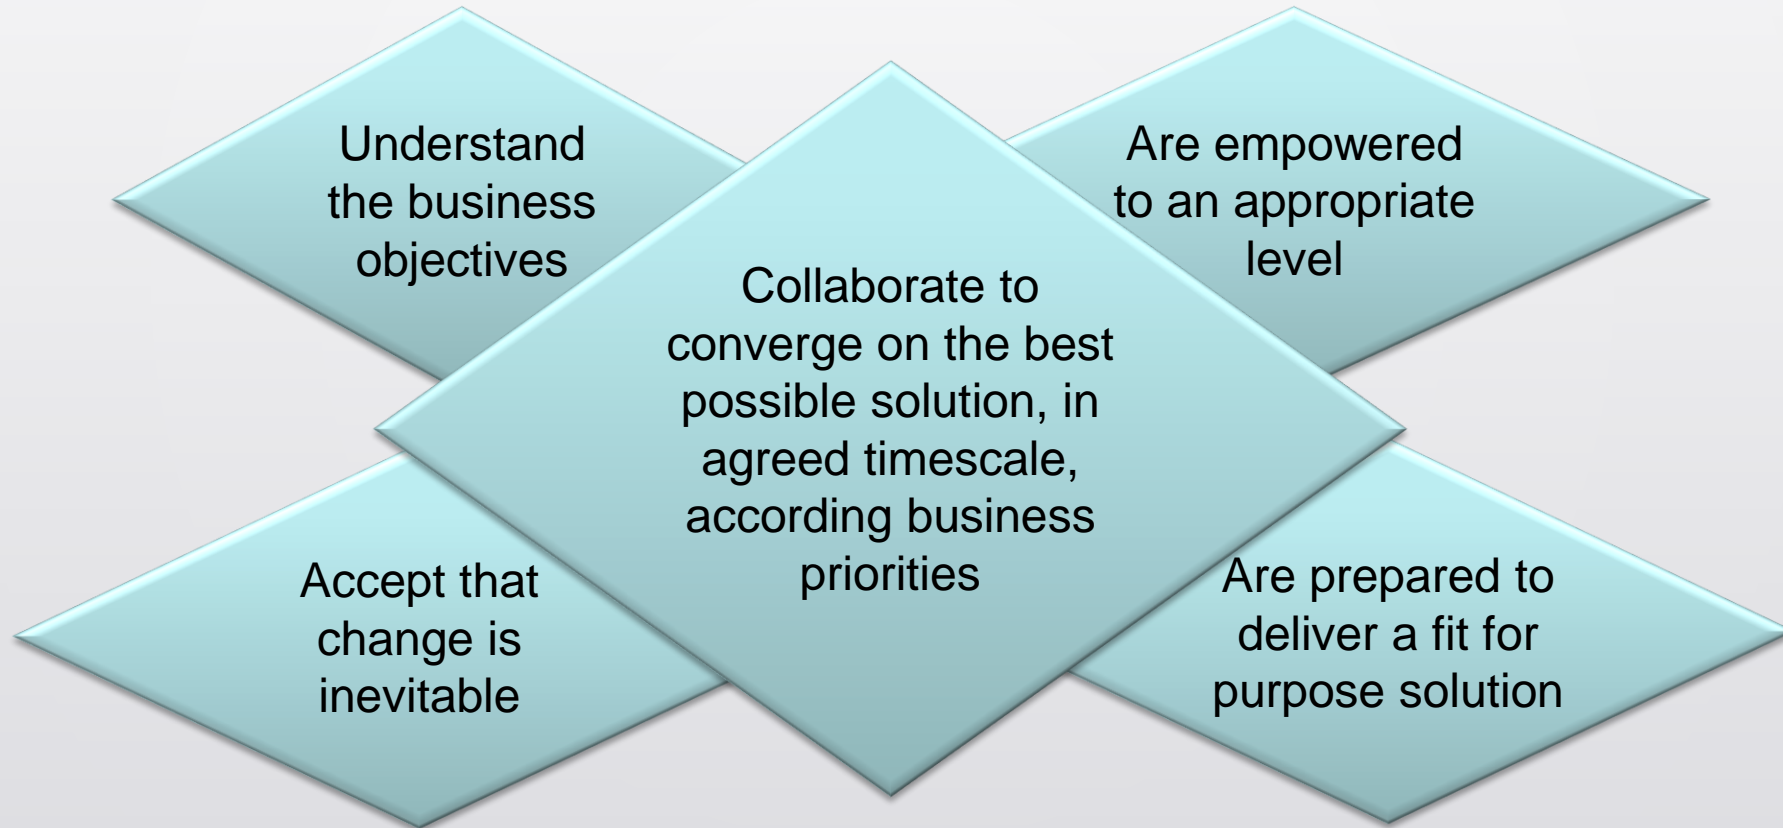 Understand
the business
objectives
Are empowered
to an appropriate
level
Collaborate to
converge on the best
possible solution, in
agreed timescale,
according business
priorities
Accept that
change is
inevitable
Are prepared to
deliver a fit for
purpose solution